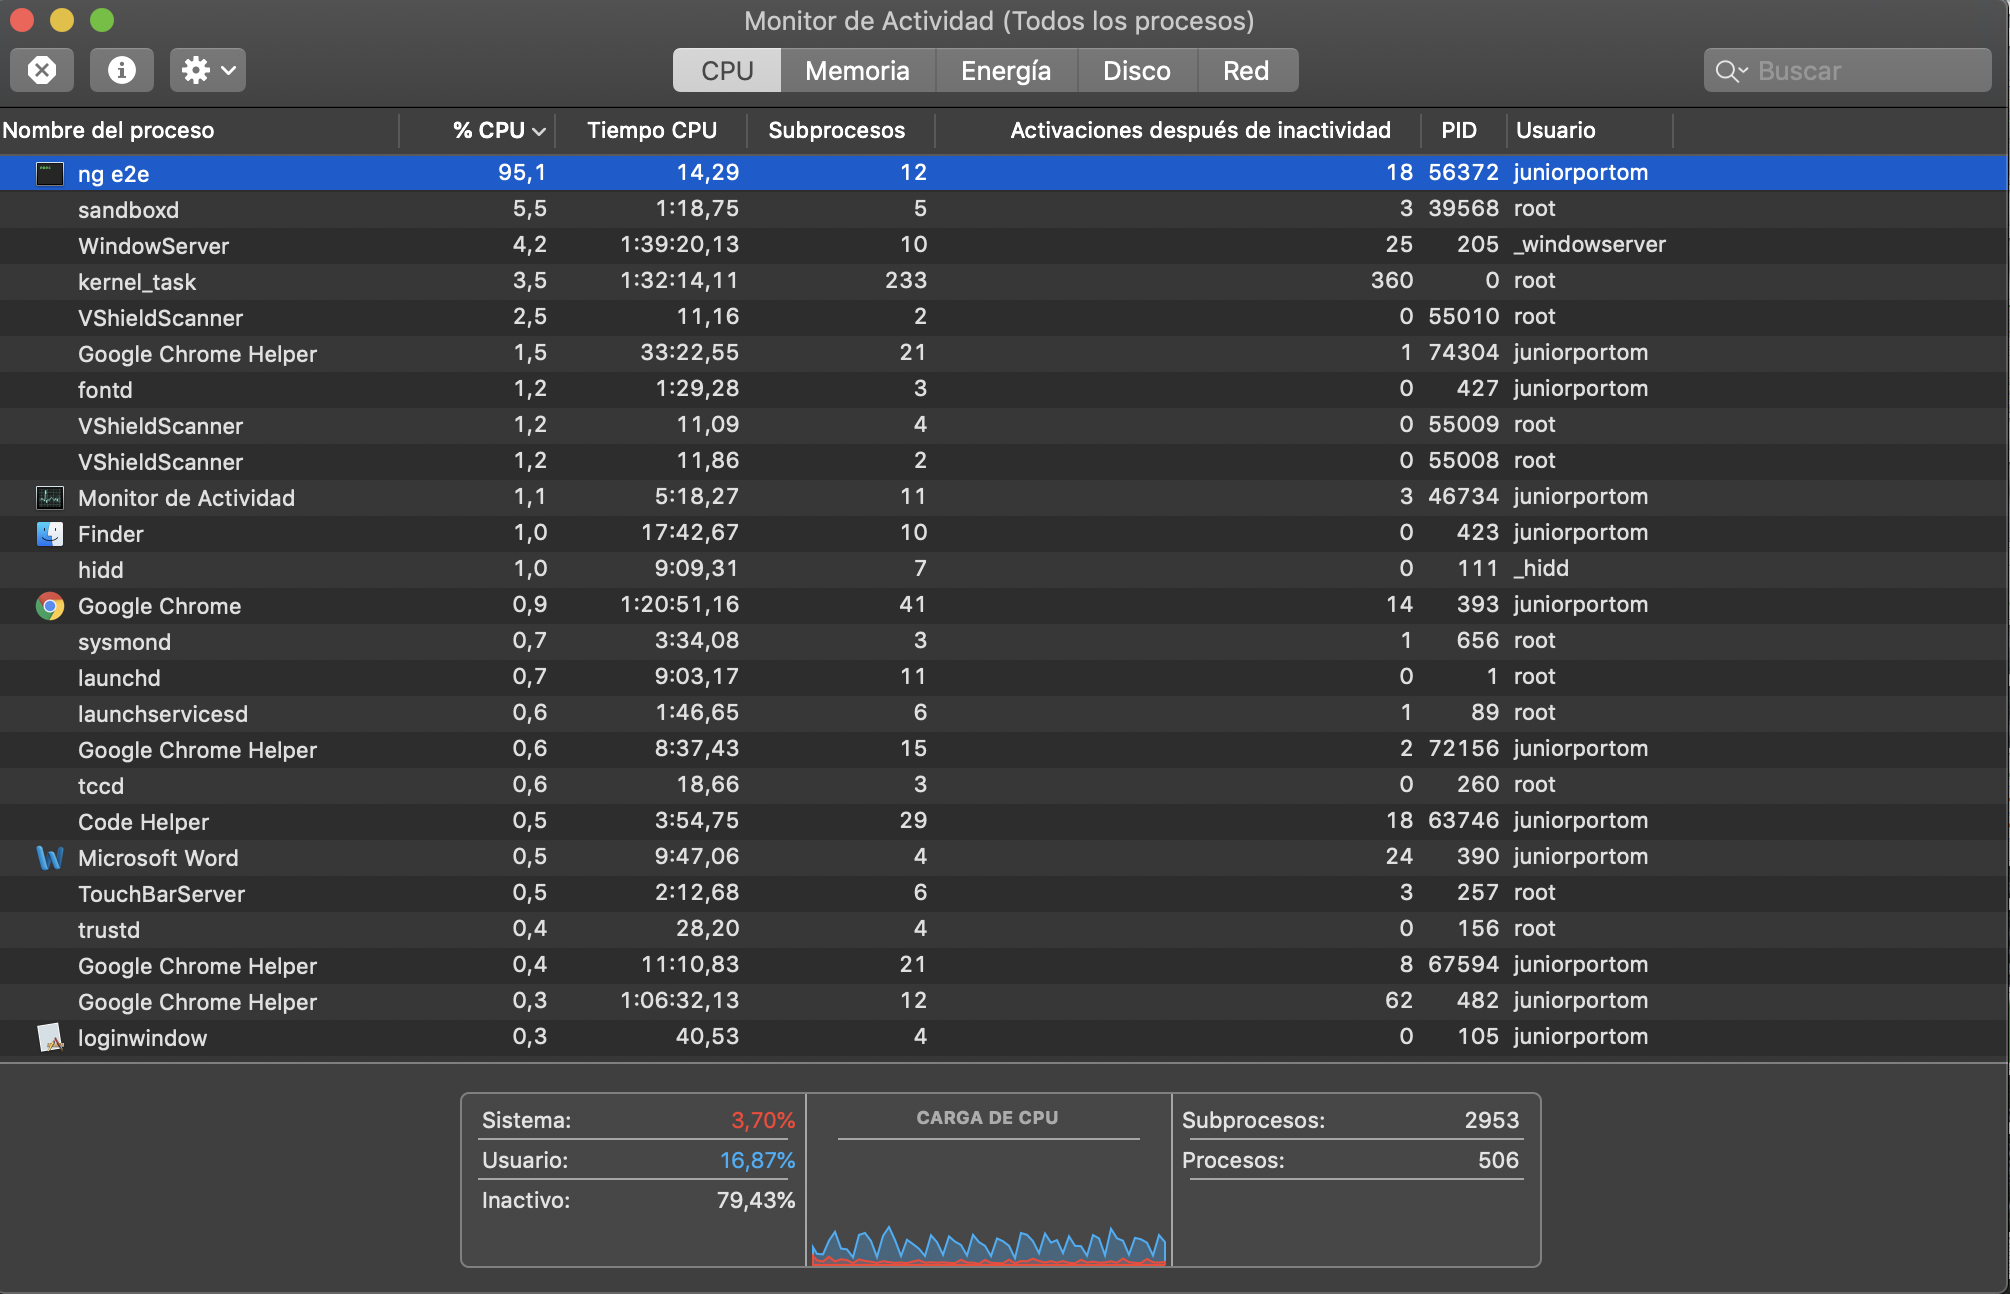 Monitor de Actividad (Todos los procesos)
CPU Memoria Energía Disco Red Buscar
Nombre del proceso % CPU Tiempo CPU Subprocesos Activaciones después de inactividad PID Usuario
ng e2e 95,1 14,29 12 18 56372 juniorportom
sandboxd 5,5 1:18,75 5 3 39568 root
WindowServer 4,2 1:39:20,13 10 25 205 _windowserver
kernel_task 3,5 1:32:14,11 233 360 0 root
VShieldScanner 2,5 11,16 2 0 55010 root
Google Chrome Helper 1,5 33:22,55 21 1 74304 juniorportom
fontd 1,2 1:29,28 3 0 427 juniorportom
VShieldScanner 1,2 11,09 4 0 55009 root
VShieldScanner 1,2 11,86 2 0 55008 root
Monitor de Actividad 1,1 5:18,27 11 3 46734 juniorportom
Finder 1,0 17:42,67 10 0 423 juniorportom
hidd 1,0 9:09,31 7 0 111 _hidd
Google Chrome 0,9 1:20:51,16 41 14 393 juniorportom
sysmond 0,7 3:34,08 3 1 656 root
launchd 0,7 9:03,17 11 0 1 root
launchservicesd 0,6 1:46,65 6 1 89 root
Google Chrome Helper 0,6 8:37,43 15 2 72156 juniorportom
tccd 0,6 18,66 3 0 260 root
Code Helper 0,5 3:54,75 29 18 63746 juniorportom
Microsoft Word 0,5 9:47,06 4 24 390 juniorportom
TouchBarServer 0,5 2:12,68 6 3 257 root
trustd 0,4 28,20 4 0 156 root
Google Chrome Helper 0,4 11:10,83 21 8 67594 juniorportom
Google Chrome Helper 0,3 1:06:32,13 12 62 482 juniorportom
loginwindow 0,3 40,53 4 0 105 juniorportom
Sistema: 3,70%
Usuario: 16,87%
Inactivo: 79,43%
CARGA DE CPU
Subprocesos: 2953
Procesos: 506